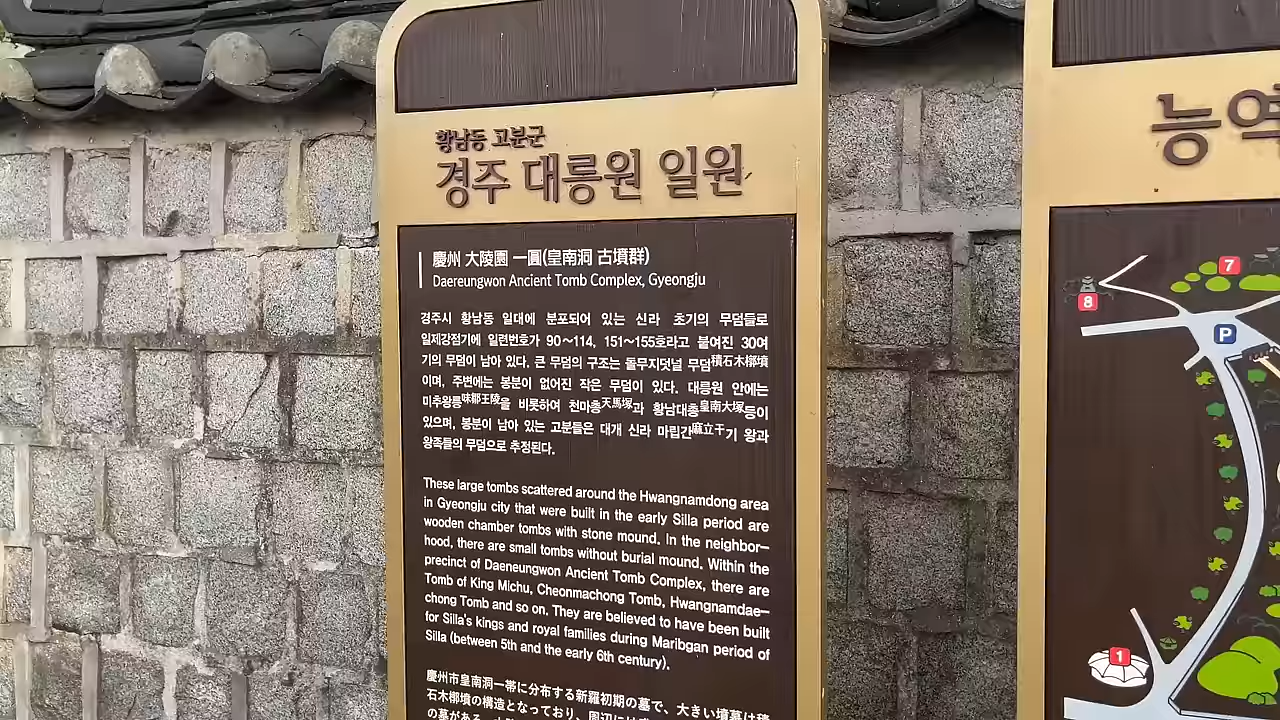 황남동 고분군
경주 대릉원 일원
慶州 大陵園 一圓(皇南洞 古墳群)
Daereungwon Ancient Tomb Complex, Gyeongju
경주시 황남동 일대에 분포되어 있는 신라 초기의 무덤들로
일제강점기에 일련번호가 90~114, 151~155호라고 붙여진 30여
기의 무덤이 남아 있다. 큰 무덤의 구조는 돌무지덧널 무덤積石木槨墳
이며, 주변에는 봉분이 없어진 작은 무덤이 있다. 대릉원 안에는
미추왕릉味鄒王陵을 비롯하여 천마총天馬塚과 황남대총皇南大塚등이
있으며, 봉분이 남아 있는 고분들은 대개 신라 마립간麻立干기 왕과
왕족들의 무덤으로 추정된다.
These large tombs scattered around the Hwangnamdong area
in Gyeongju city that were built in the early Silla period are
wooden chamber tombs with stone mound. In the neighbor-
hood, there are small tombs without burial mound. Within the
precinct of Daeneungwon Ancient Tomb Complex, there are
Tomb of King Michu, Cheonmachong Tomb, Hwangnamdae-
chong Tomb and so on. They are believed to have been built
for Silla's kings and royal families during Maribgan period of
Silla (between 5th and the early 6th century).
慶州市皇南洞一帯に分布する新羅初期の墓で、大きい墳墓は積
石木槨墳の構造となっており、周辺には
の墓がある。
능역
7
8
P
1